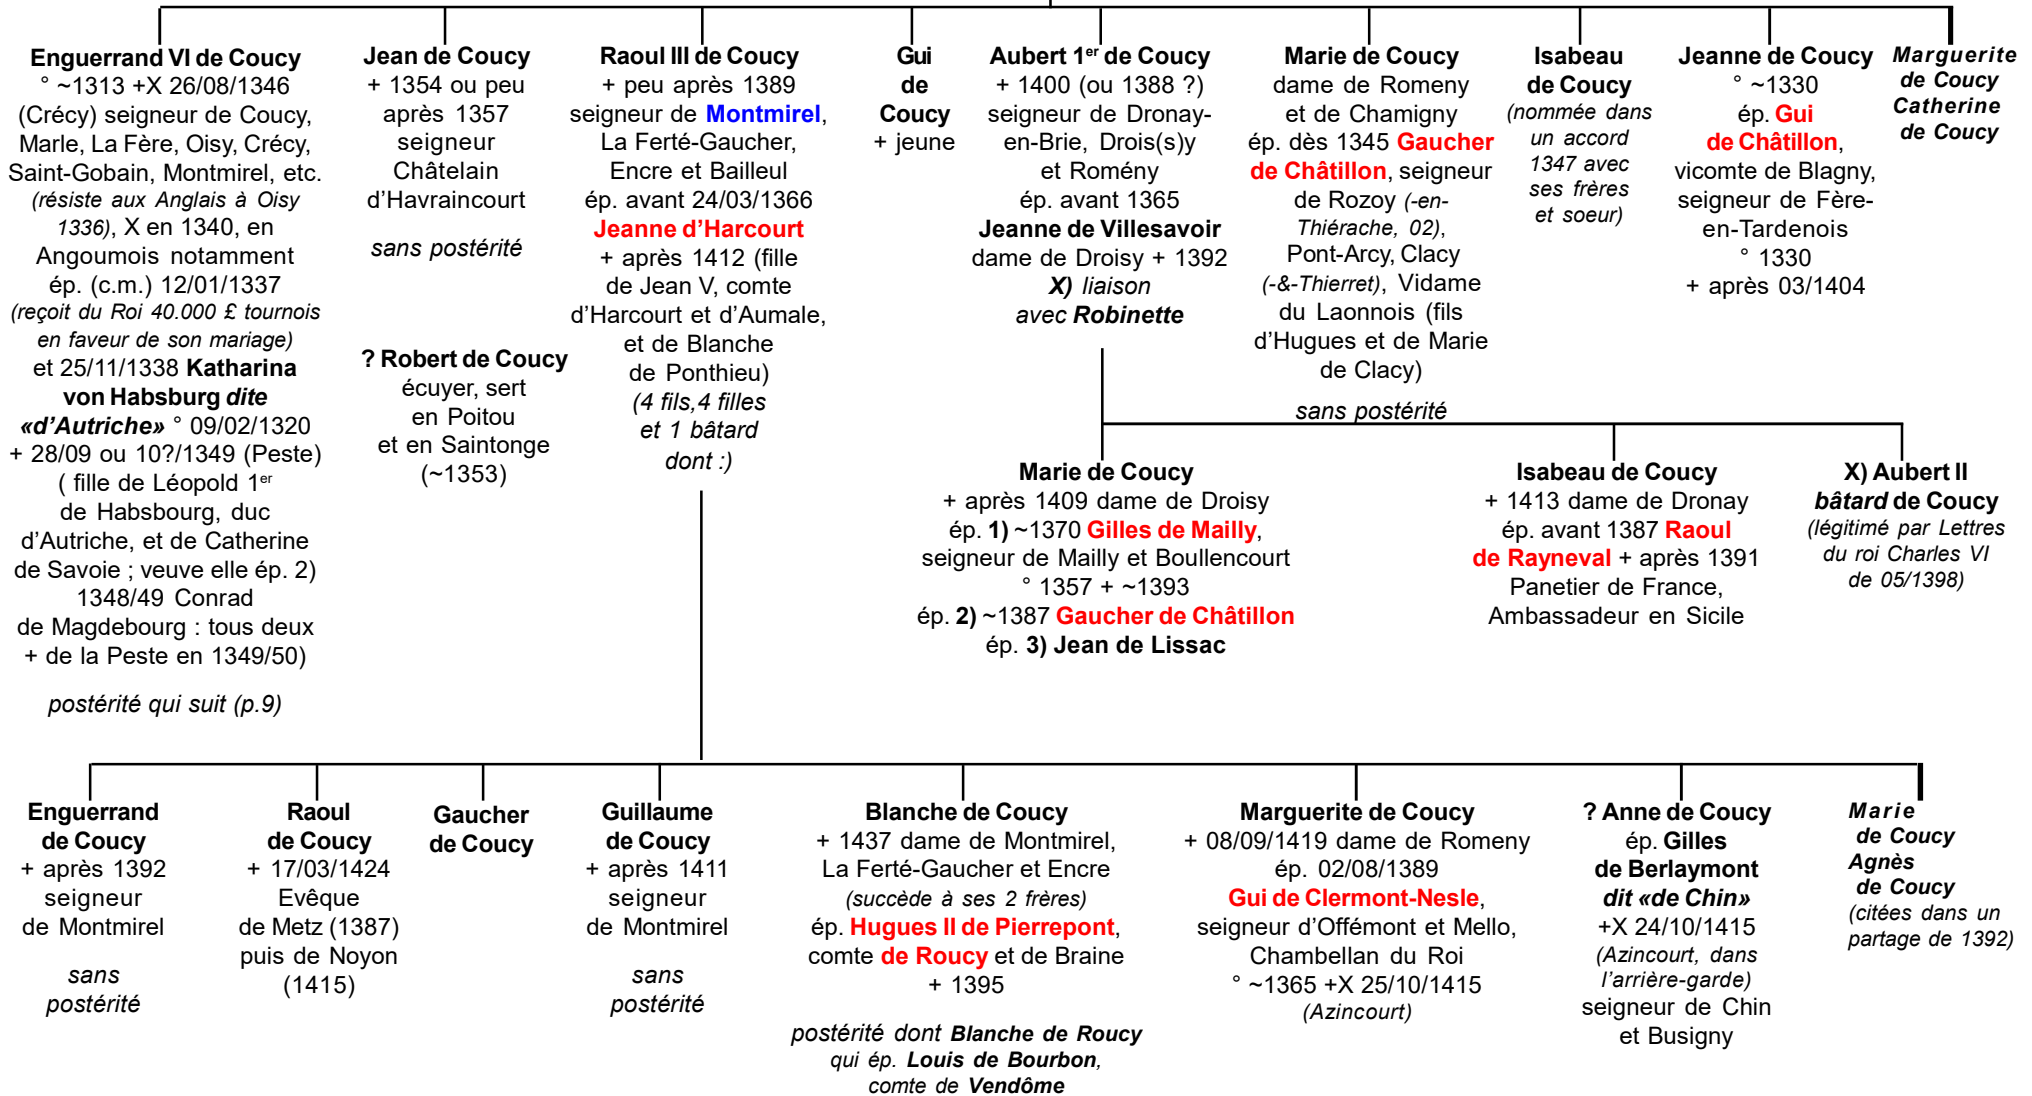 Enguerrand VI de Coucy
° ~1313 +X 26/08/1346
(Crécy) seigneur de Coucy,
Marle, La Fère, Oisy, Crécy,
Saint-Gobain, Montmirel, etc.
(résiste aux Anglais à Oisy
1336), X en 1340, en
Angoumois notamment
ép. (c.m.) 12/01/1337
(reçoit du Roi 40.000 £ tournois
en faveur de son mariage)
et 25/11/1338 Katharina
von Habsburg dite
«d’Autriche» ° 09/02/1320
+ 28/09 ou 10?/1349 (Peste)
( fille de Léopold 1er
de Habsbourg, duc
d’Autriche, et de Catherine
de Savoie ; veuve elle ép. 2)
1348/49 Conrad
de Magdebourg : tous deux
+ de la Peste en 1349/50)
postérité qui suit (p.9)
Jean de Coucy
+ 1354 ou peu
après 1357
seigneur
Châtelain
d’Havraincourt
sans postérité
? Robert de Coucy
écuyer, sert
en Poitou
et en Saintonge
(~1353)
Raoul III de Coucy
+ peu après 1389
seigneur de Montmirel,
La Ferté-Gaucher,
Encre et Bailleul
ép. avant 24/03/1366
Jeanne d’Harcourt
+ après 1412 (fille
de Jean V, comte
d’Harcourt et d’Aumale,
et de Blanche
de Ponthieu)
(4 fils,4 filles
et 1 bâtard
dont :)
Gui
de
Coucy
+ jeune
Aubert 1er de Coucy
+ 1400 (ou 1388 ?)
seigneur de Dronay-
en-Brie, Drois(s)y
et Romény
ép. avant 1365
Jeanne de Villesavoir
dame de Droisy + 1392
X) liaison
avec Robinette
Marie de Coucy
dame de Romeny
et de Chamigny
ép. dès 1345 Gaucher
de Châtillon, seigneur
de Rozoy (-en-
Thiérache, 02),
Pont-Arcy, Clacy
(-&-Thierret), Vidame
du Laonnois (fils
d’Hugues et de Marie
de Clacy)
sans postérité
Isabeau
de Coucy
(nommée dans
un accord
1347 avec
ses frères
et soeur)
Jeanne de Coucy
° ~1330
ép. Gui
de Châtillon,
vicomte de Blagny,
seigneur de Fère-
en-Tardenois
° 1330
+ après 03/1404
Marguerite
de Coucy
Catherine
de Coucy
Marie de Coucy
+ après 1409 dame de Droisy
ép. 1) ~1370 Gilles de Mailly,
seigneur de Mailly et Boullencourt
° 1357 + ~1393
ép. 2) ~1387 Gaucher de Châtillon
ép. 3) Jean de Lissac
Isabeau de Coucy
+ 1413 dame de Dronay
ép. avant 1387 Raoul
de Rayneval + après 1391
Panetier de France,
Ambassadeur en Sicile
X) Aubert II
bâtard de Coucy
(légitimé par Lettres
du roi Charles VI
de 05/1398)
Enguerrand
de Coucy
+ après 1392
seigneur
de Montmirel
sans
postérité
Raoul
de Coucy
+ 17/03/1424
Evêque
de Metz (1387)
puis de Noyon
(1415)
Gaucher
de Coucy
Guillaume
de Coucy
+ après 1411
seigneur
de Montmirel
sans
postérité
Blanche de Coucy
+ 1437 dame de Montmirel,
La Ferté-Gaucher et Encre
(succède à ses 2 frères)
ép. Hugues II de Pierrepont,
comte de Roucy et de Braine
+ 1395
postérité dont Blanche de Roucy
qui ép. Louis de Bourbon,
comte de Vendôme
Marguerite de Coucy
+ 08/09/1419 dame de Romeny
ép. 02/08/1389
Gui de Clermont-Nesle,
seigneur d’Offémont et Mello,
Chambellan du Roi
° ~1365 +X 25/10/1415
(Azincourt)
? Anne de Coucy
ép. Gilles
de Berlaymont
dit «de Chin»
+X 24/10/1415
(Azincourt, dans
l’arrière-garde)
seigneur de Chin
et Busigny
Marie
de Coucy
Agnès
de Coucy
(citées dans un
partage de 1392)